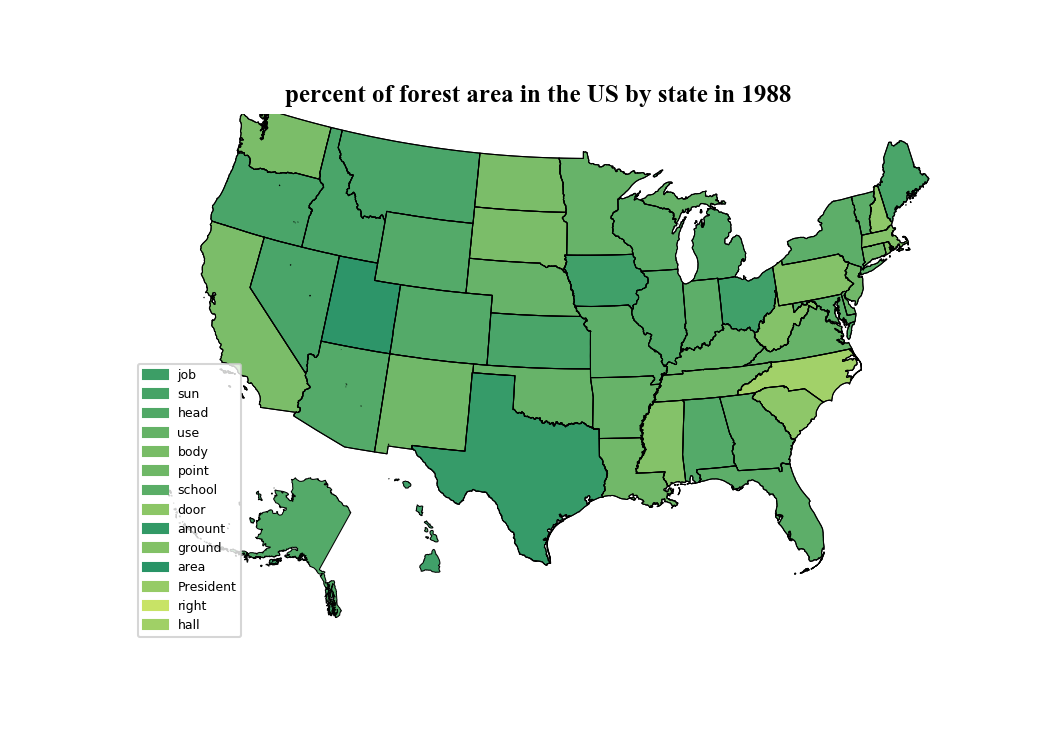 percent of forest area in the US by state in 1988
job
sun
head
use
body
point
school
door
amount
ground
area
President
right
hall